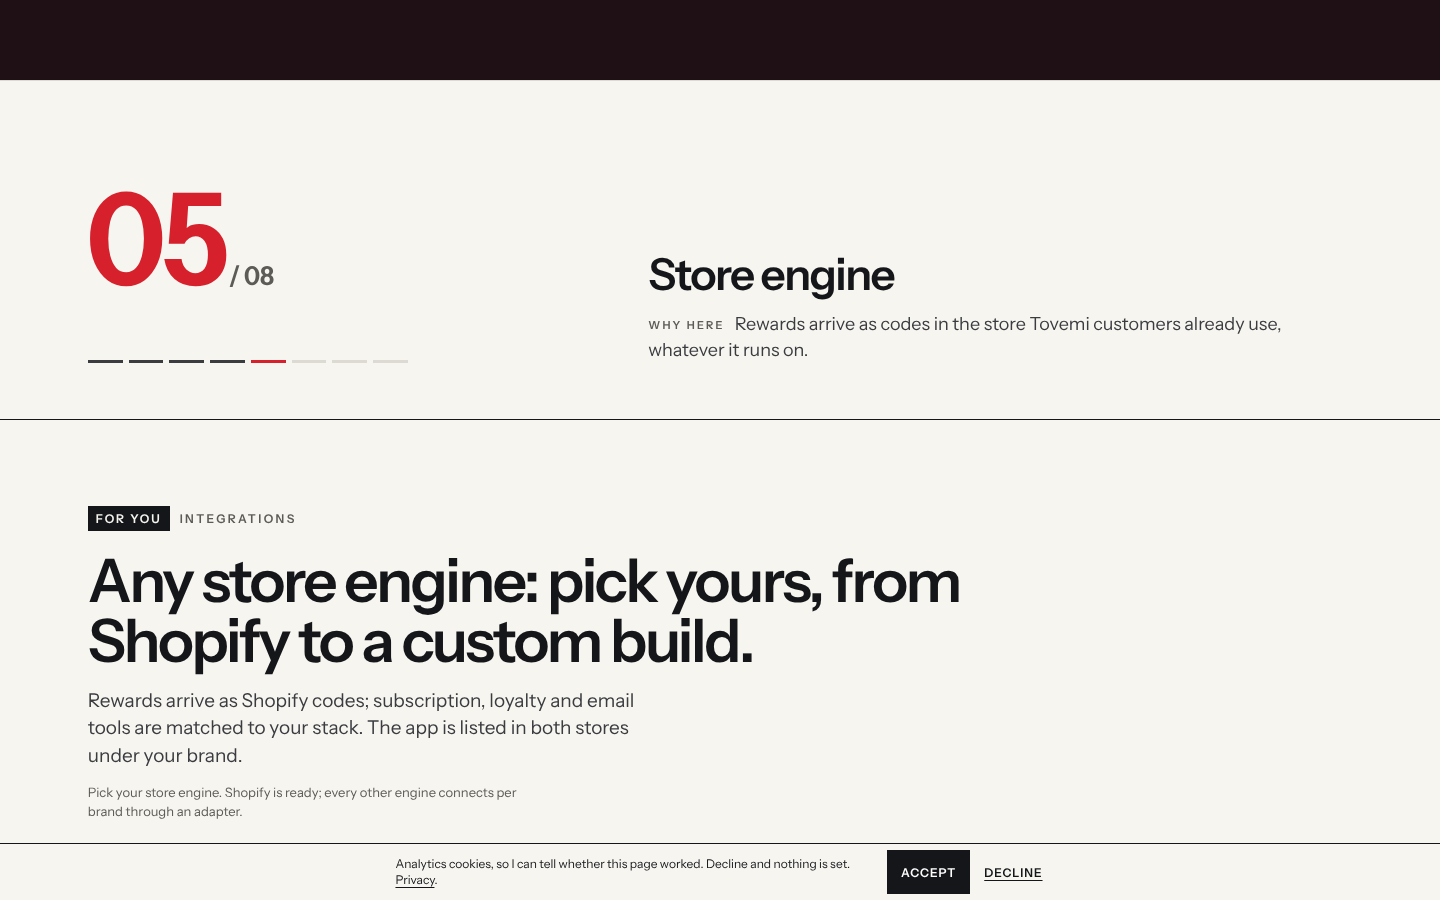 05 / 08
Store engine
WHY HERE Rewards arrive as codes in the store Tovemi customers already use,
whatever it runs on.
FOR YOU INTEGRATIONS
Any store engine: pick yours, from
Shopify to a custom build.
Rewards arrive as Shopify codes; subscription, loyalty and email
tools are matched to your stack. The app is listed in both stores
under your brand.
Pick your store engine. Shopify is ready; every other engine connects per
brand through an adapter.
Analytics cookies, so I can tell whether this page worked. Decline and nothing is set.
Privacy.
ACCEPT DECLINE